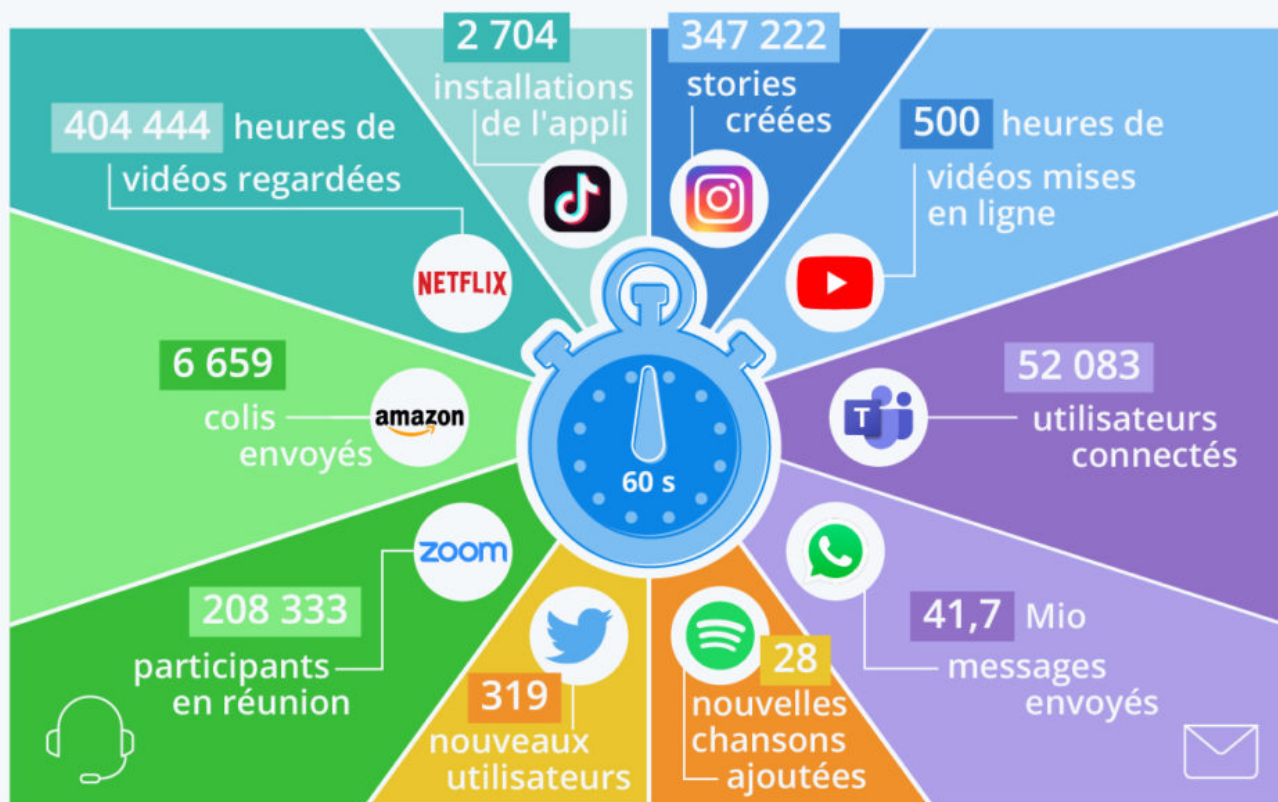 2 704
installations
de l'appli
347 222
stories
créées
404 444 heures de
vidéos regardées
500 heures de
vidéos mises
en ligne
NETFLIX
6 659
colis
envoyés
amazon
52 083
utilisateurs
connectés
T
60 s
zoom
208 333
participants
en réunion
319
nouveaux
utilisateurs
28
nouvelles
chansons
ajoutées
41,7 Mio
messages
envoyés